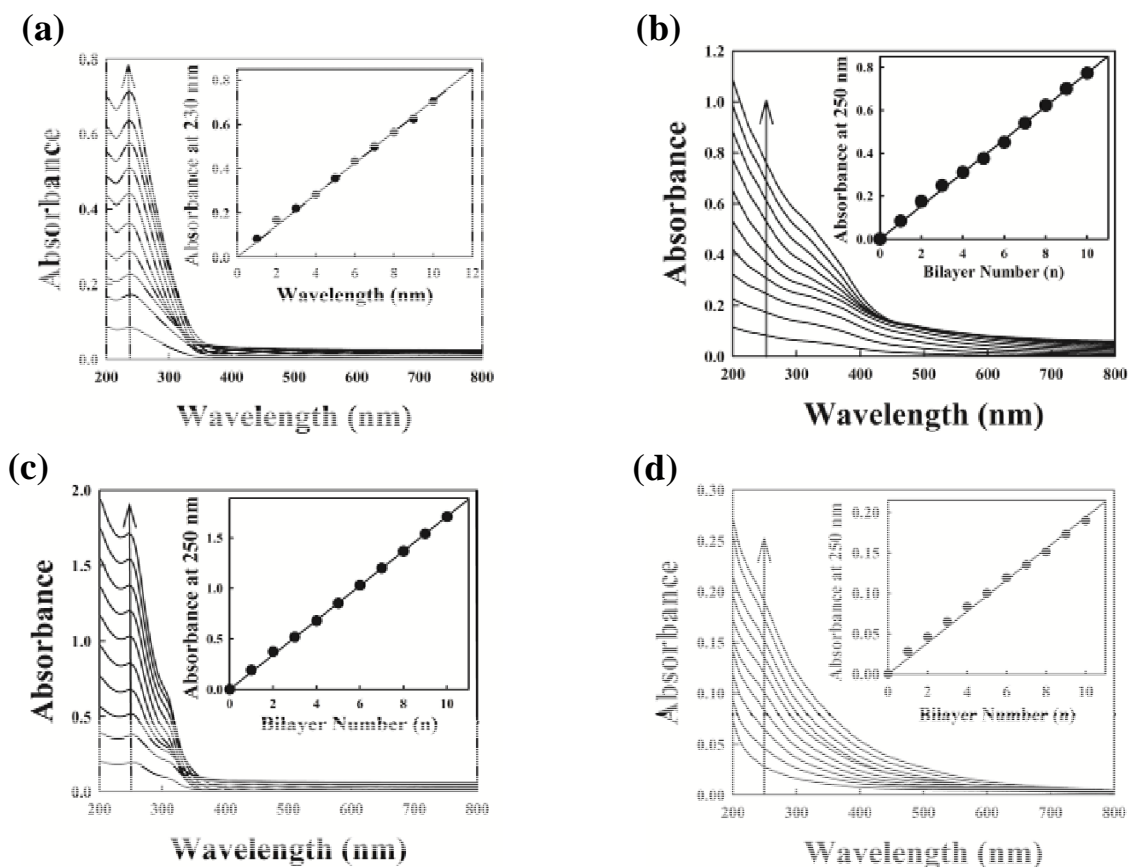 (a)
0.8
0.6
0.4
0.2
0.0
Absorbance
200 300 400 500 600 700 800
Wavelength (nm)
0.8
0.6
0.4
0.2
0.0
Absorbance at 230 nm
0 2 4 6 8 10 12
Wavelength (nm)
(b)
1.2
1.0
0.8
0.6
0.4
0.2
0.0
Absorbance
200 300 400 500 600 700 800
Wavelength (nm)
0.8
0.6
0.4
0.2
0.0
Absorbance at 250 nm
0 2 4 6 8 10
Bilayer Number (n)
(c)
2.0
1.5
1.0
0.5
0.0
Absorbance
200 300 400 500 600 700 800
Wavelength (nm)
1.5
1.0
0.5
0.0
Absorbance at 250 nm
0 2 4 6 8 10
Bilayer Number (n)
(d)
0.30
0.25
0.20
0.15
0.10
0.05
0.00
Absorbance
200 300 400 500 600 700 800
Wavelength (nm)
0.20
0.15
0.10
0.05
0.00
Absorbance at 250 nm
0 2 4 6 8 10
Bilayer Number (n)